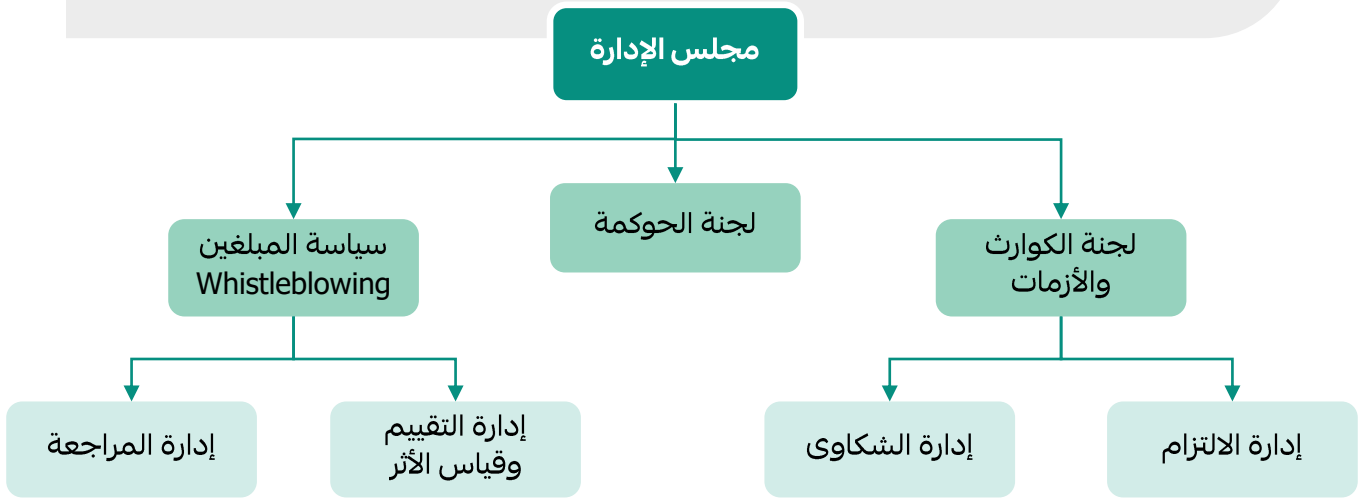 مجلس الإدارة
لجنة الكوارث
والأزمات
لجنة الحوكمة
سياسة المبلغين
Whistleblowing
إدارة الالتزام
إدارة الشكاوى
إدارة التقييم
وقياس الأثر
إدارة المراجعة